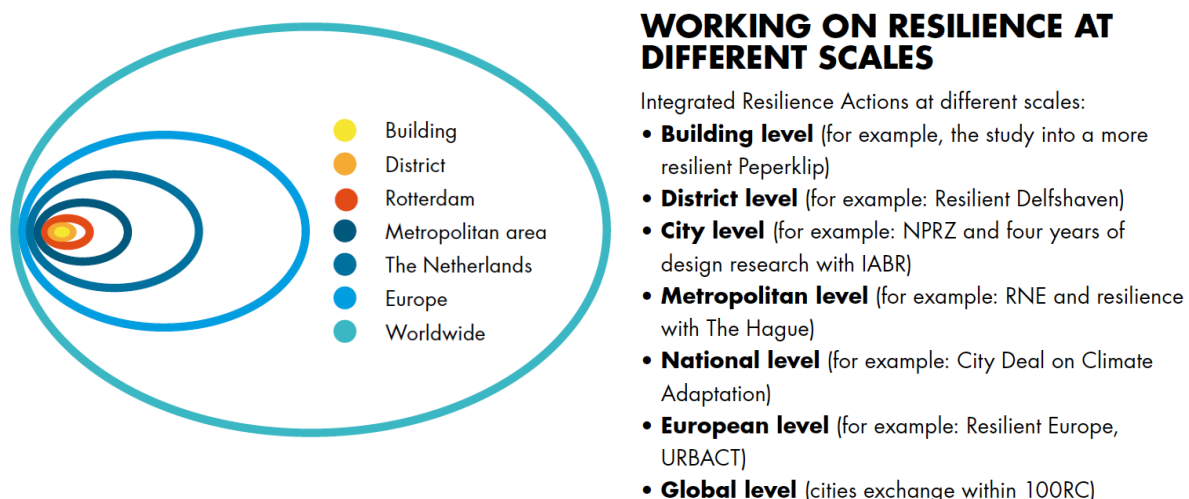 Building
District
Rotterdam
Metropolitan area
The Netherlands
Europe
Worldwide
WORKING ON RESILIENCE AT
DIFFERENT SCALES
Integrated Resilience Actions at different scales:
• Building level (for example, the study into a more
resilient Peperklip)
• District level (for example: Resilient Delfshaven)
• City level (for example: NPRZ and four years of
design research with IABR)
• Metropolitan level (for example: RNE and resilience
with The Hague)
• National level (for example: City Deal on Climate
Adaptation)
• European level (for example: Resilient Europe,
URBACT)
• Global level (cities exchange within 100RC)